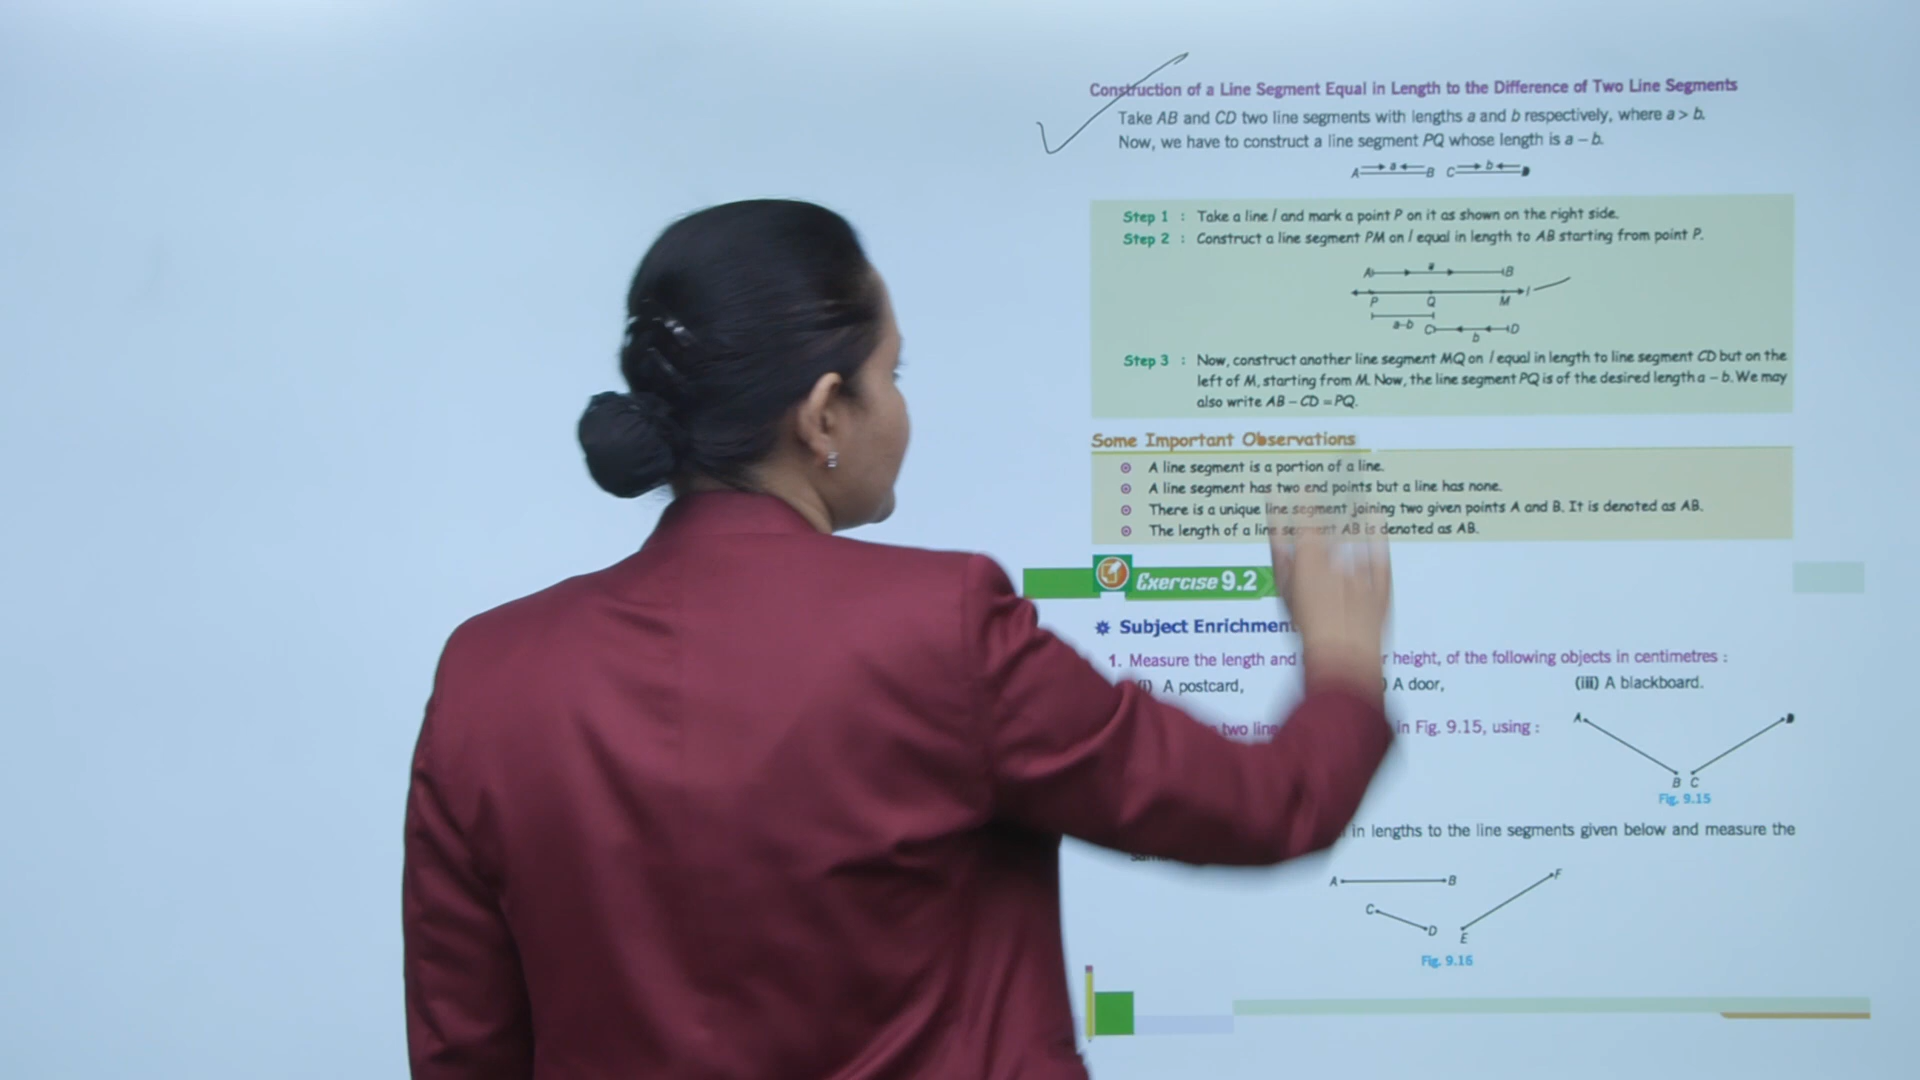 Construction of a Line Segment Equal in Length to the Difference of Two Line Segments
Take AB and CD two line segments with lengths a and b respectively, where a > b.
Now, we have to construct a line segment PQ whose length is a – b.
A a B C b D
Step 1 : Take a line l and mark a point P on it as shown on the right side.
Step 2 : Construct a line segment PM on l equal in length to AB starting from point P.
A a B
l
P Q M
a-b C b D
Step 3 : Now, construct another line segment MQ on l equal in length to line segment CD but on the
left of M, starting from M. Now, the line segment PQ is of the desired length a – b. We may
also write AB – CD = PQ.
Some Important Observations
A line segment is a portion of a line.
A line segment has two end points but a line has none.
There is a unique line segment joining two given points A and B. It is denoted as AB.
The length of a line segment AB is denoted as AB.
Exercise 9.2
Subject Enrichment
1. Measure the length and height, of the following objects in centimetres :
(i) A postcard, A door, (iii) A blackboard.
two line in Fig. 9.15, using :
A D
B C
Fig. 9.15
in lengths to the line segments given below and measure the
A B
C D E F
Fig. 9.16